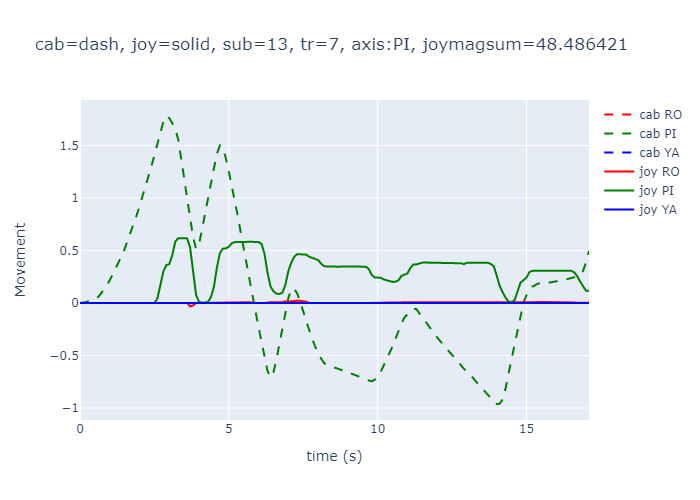 cab=dash, joy=solid, sub=13, tr=7, axis:PI, joymagsum=48.486421
cab RO
cab PI
cab YA
joy RO
joy PI
joy YA
Movement
1.5
1
0.5
0
−0.5
−1
0
5
10
15
time (s)